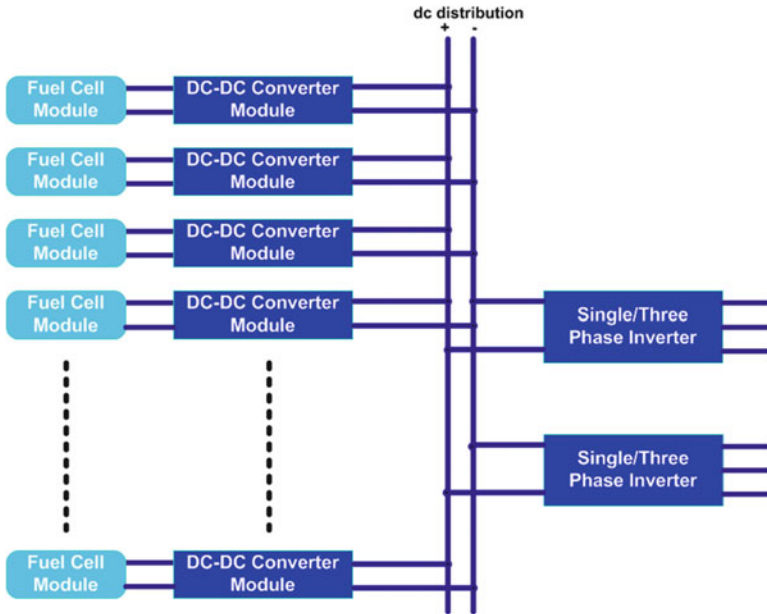 dc distribution
+ -
Fuel Cell
Module
DC-DC Converter
Module
Fuel Cell
Module
DC-DC Converter
Module
Fuel Cell
Module
DC-DC Converter
Module
Fuel Cell
Module
DC-DC Converter
Module
Single/Three
Phase Inverter
Single/Three
Phase Inverter
Fuel Cell
Module
DC-DC Converter
Module